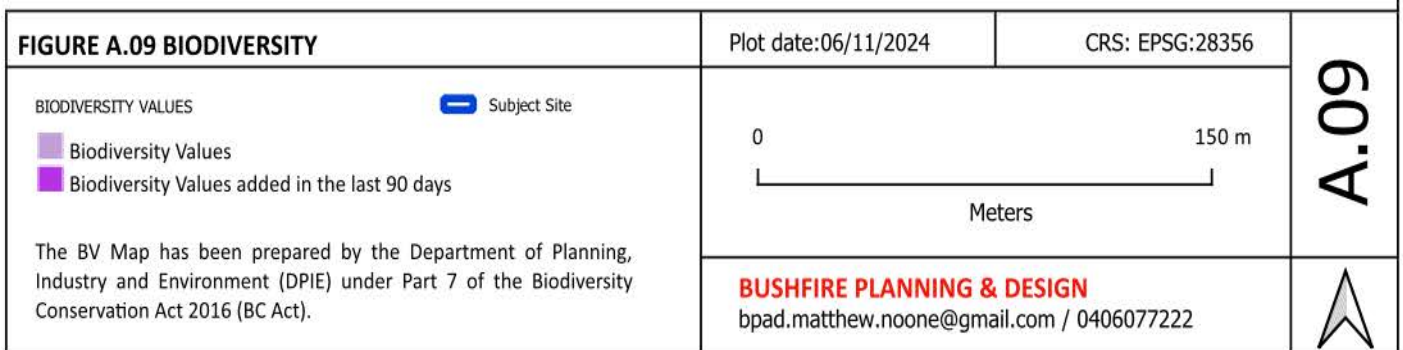 FIGURE A.09 BIODIVERSITY
Plot date:06/11/2024
CRS: EPSG:28356
BIODIVERSITY VALUES
Subject Site
Biodiversity Values
Biodiversity Values added in the last 90 days
The BV Map has been prepared by the Department of Planning,
Industry and Environment (DPIE) under Part 7 of the Biodiversity
Conservation Act 2016 (BC Act).
0
150 m
Meters
BUSHFIRE PLANNING & DESIGN
bpad.matthew.noone@gmail.com / 0406077222
A.09